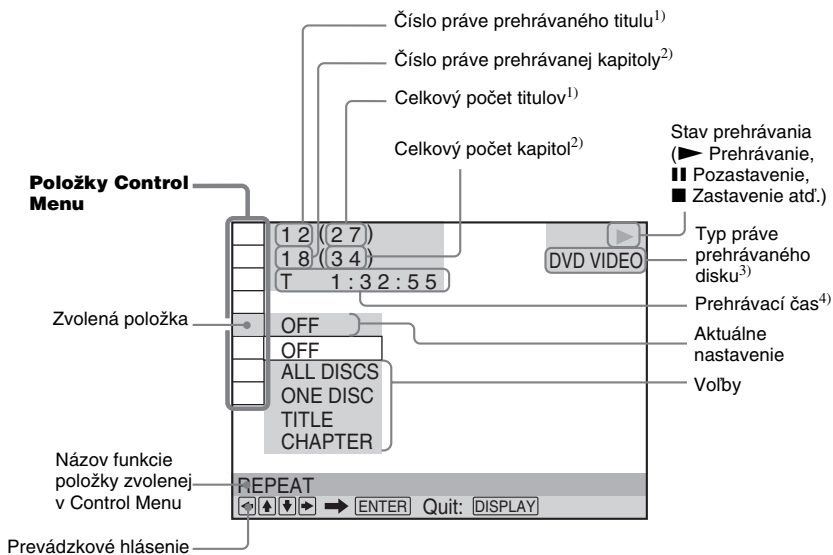 Číslo práve prehrávaného titulu1)
Číslo práve prehrávanej kapitoly2)
Celkový počet titulov1)
Celkový počet kapitol2)
Stav prehrávania
(► Prehrávanie,
❚❚ Pozastavenie,
■ Zastavenie atď.)
Položky Control
Menu
12(27)
18(34)
T 1:32:55
►
DVD VIDEO
Typ práve
prehrávaného
disku3)
Prehrávací čas4)
Zvolená položka
OFF
Aktuálne
nastavenie
OFF
ALL DISCS
ONE DISC
TITLE
CHAPTER
Voľby
Názov funkcie
položky zvolenej
v Control Menu
REPEAT
←↑↓→ ➡ ENTER Quit: DISPLAY
Prevádzkové hlásenie